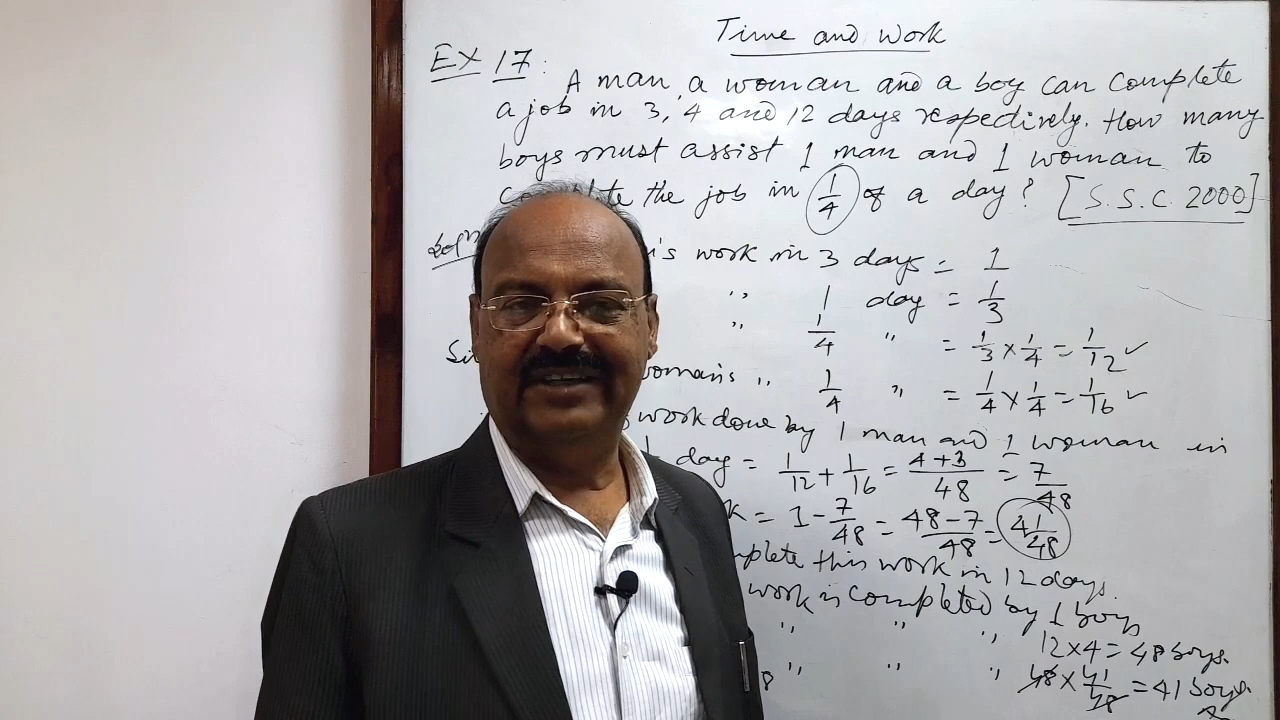 Time and Work
EX 17: A man, a woman and a boy can complete
a job in 3, 4 and 12 days respectively. How many
boys must assist 1 man and 1 woman to
the job in 1/4 of a day? [S.S.C. 2000]
Soln work in 3 days = 1
,, 1 day = 1/3
,, 1/4 ,, = 1/3 × 1/4 = 1/12 ✓
woman's ,, 1/4 ,, = 1/4 × 1/4 = 1/16 ✓
work done by 1 man and 1 woman in
day = 1/12 + 1/16 = 4+3/48 = 7/48
= 1 - 7/48 = 48-7/48 = 41/48
this work in 12 days.
work is completed by 1 boys
,, ,, ,, 12×4 = 48 boys.
,, ,, ,, 48 × 41/48 = 41 boys.